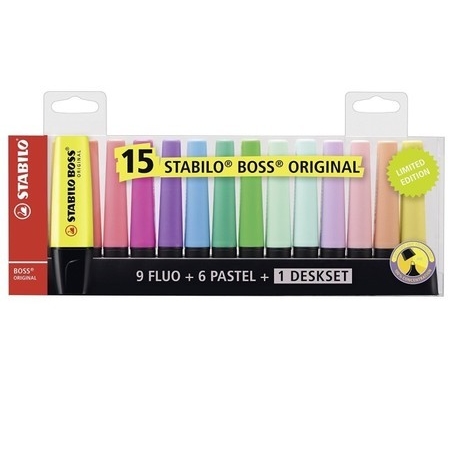 STABILO
BOSS®
ORIGINAL
STABILO BOSS®
ORIGINAL
15 STABILO® BOSS® ORIGINAL
LIMITED
EDITION
9 FLUO + 6 PASTEL + 1 DESKSET